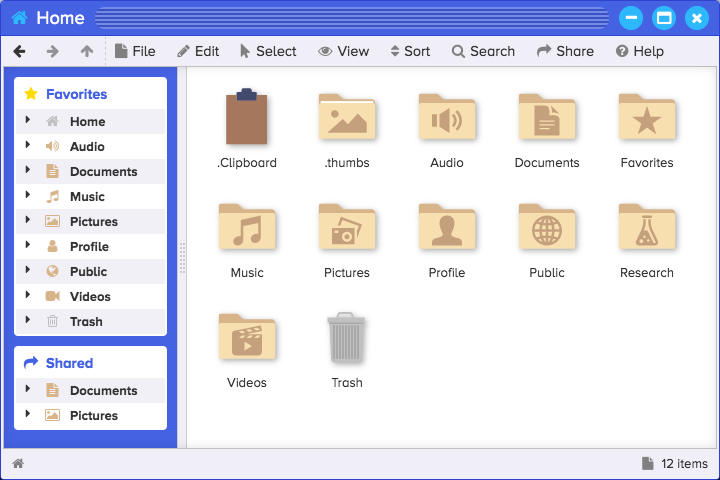 Home
File Edit Select View Sort Search Share Help
Favorites
Home
Audio
Documents
Music
Pictures
Profile
Public
Videos
Trash
Shared
Documents
Pictures
.Clipboard .thumbs Audio Documents Favorites
Music Pictures Profile Public Research
Videos Trash
12 items